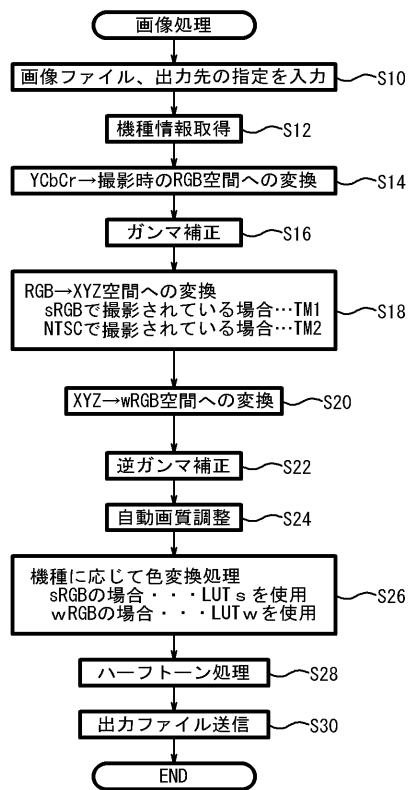 画像処理
画像ファイル、出力先の指定を入力
S10
機種情報取得
S12
YCbCr→撮影時のRGB空間への変換
S14
ガンマ補正
S16
RGB→XYZ空間への変換
sRGBで撮影されている場合…TM1
NTSCで撮影されている場合…TM2
S18
XYZ→wRGB空間への変換
S20
逆ガンマ補正
S22
自動画質調整
S24
機種に応じて色変換処理
sRGBの場合・・・LUTｓを使用
ｗRGBの場合・・・LUTｗを使用
S26
ハーフトーン処理
S28
出力ファイル送信
S30
END